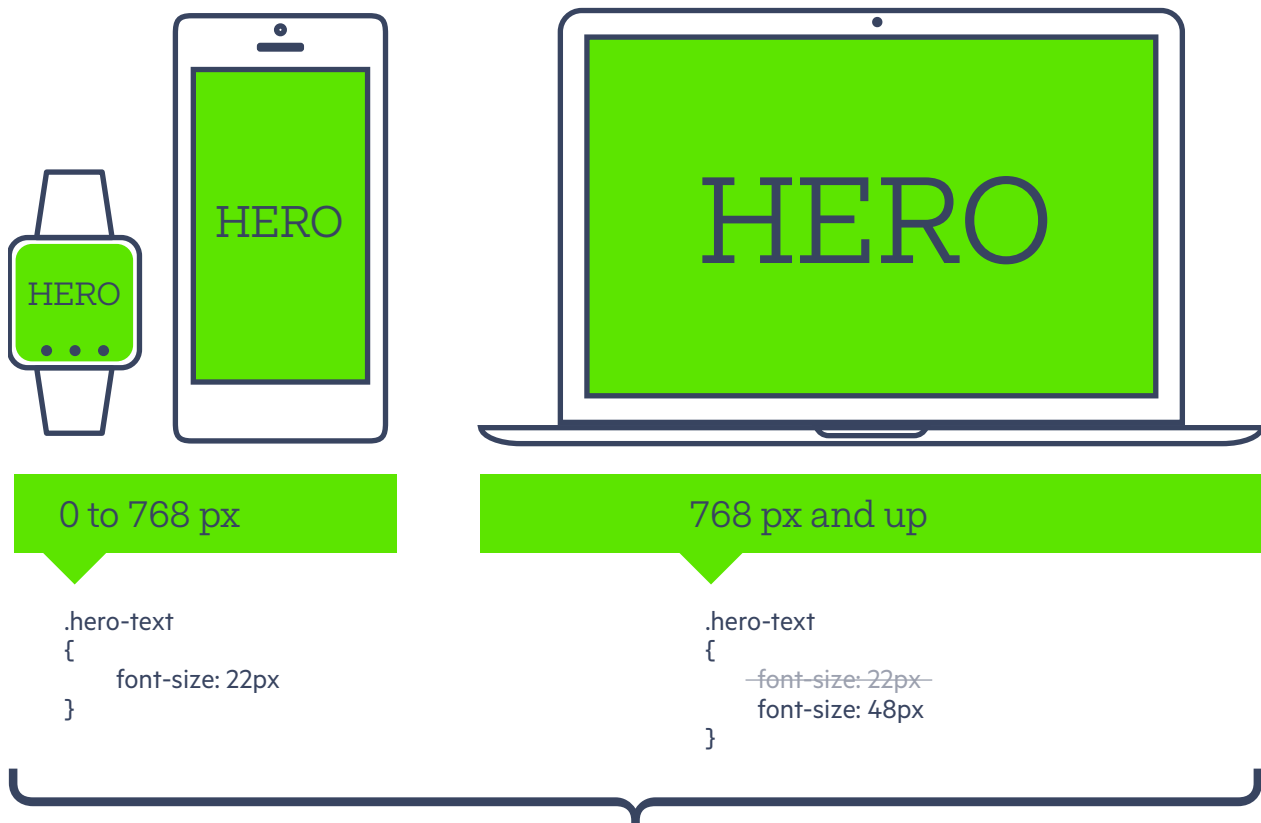 HERO
HERO
HERO
0 to 768 px
768 px and up
.hero-text
{
font-size: 22px
}
.hero-text
{
font-size: 22px
font-size: 48px
}